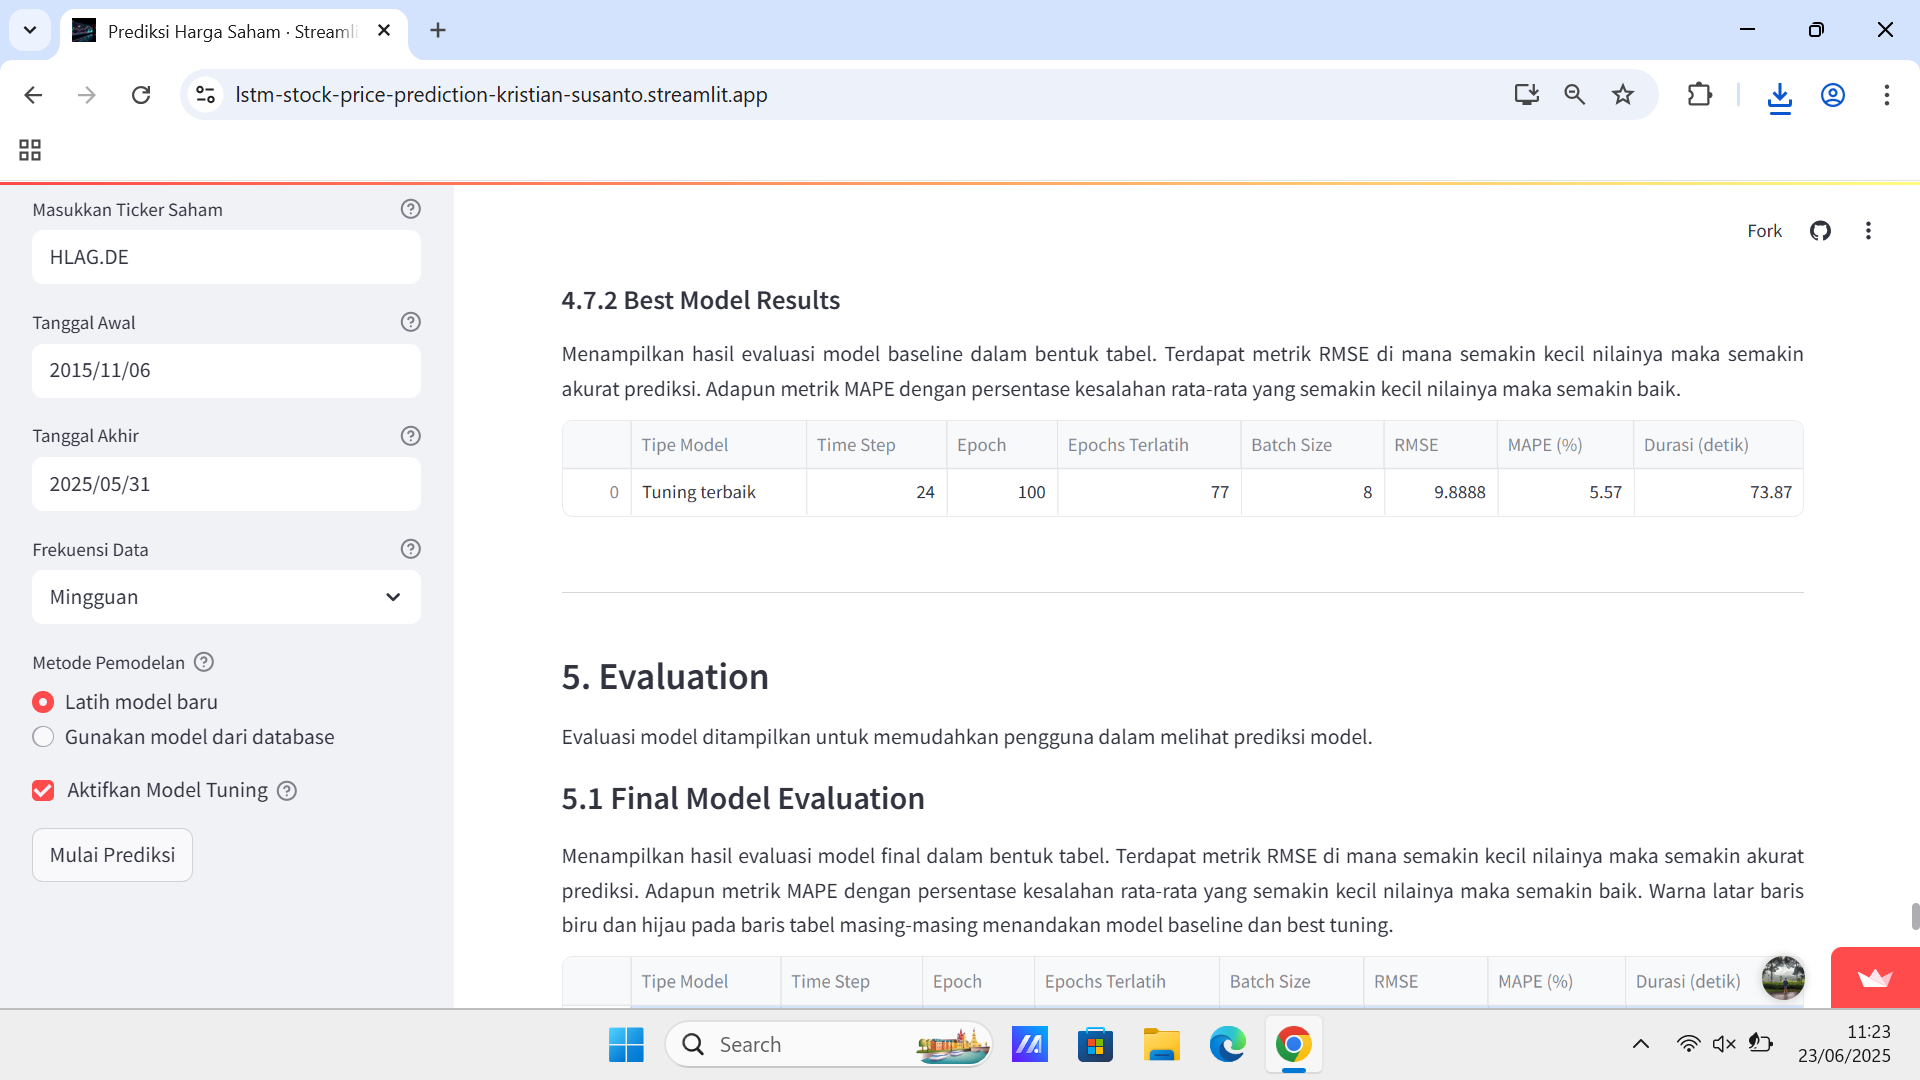 Prediksi Harga Saham · Streamli
lstm-stock-price-prediction-kristian-susanto.streamlit.app
Masukkan Ticker Saham
HLAG.DE
Tanggal Awal
2015/11/06
Tanggal Akhir
2025/05/31
Frekuensi Data
Mingguan
Metode Pemodelan
Latih model baru
Gunakan model dari database
Aktifkan Model Tuning
Mulai Prediksi
Fork
4.7.2 Best Model Results
Menampilkan hasil evaluasi model baseline dalam bentuk tabel. Terdapat metrik RMSE di mana semakin kecil nilainya maka semakin
akurat prediksi. Adapun metrik MAPE dengan persentase kesalahan rata-rata yang semakin kecil nilainya maka semakin baik.
Tipe Model Time Step Epoch Epochs Terlatih Batch Size RMSE MAPE (%) Durasi (detik)
0 Tuning terbaik 24 100 77 8 9.8888 5.57 73.87
5. Evaluation
Evaluasi model ditampilkan untuk memudahkan pengguna dalam melihat prediksi model.
5.1 Final Model Evaluation
Menampilkan hasil evaluasi model final dalam bentuk tabel. Terdapat metrik RMSE di mana semakin kecil nilainya maka semakin akurat
prediksi. Adapun metrik MAPE dengan persentase kesalahan rata-rata yang semakin kecil nilainya maka semakin baik. Warna latar baris
biru dan hijau pada baris tabel masing-masing menandakan model baseline dan best tuning.
Tipe Model Time Step Epoch Epochs Terlatih Batch Size RMSE MAPE (%) Durasi (detik)
Search
11:23
23/06/2025